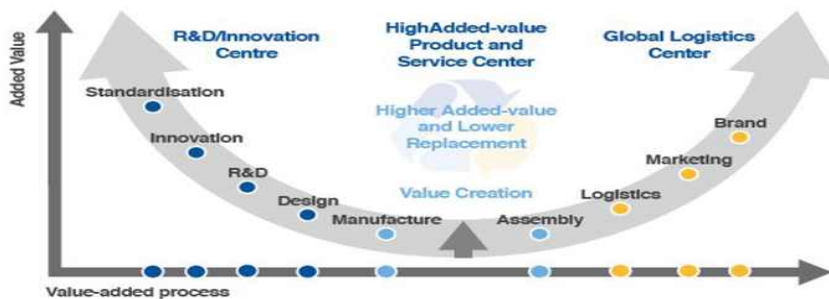 Added Value
R&D/Innovation
Centre
HighAdded-value
Product and
Service Center
Global Logistics
Center
Standardisation
Innovation
R&D
Design
Manufacture
Higher Added-value
and Lower
Replacement
Value Creation
Assembly
Logistics
Marketing
Brand
Value-added process